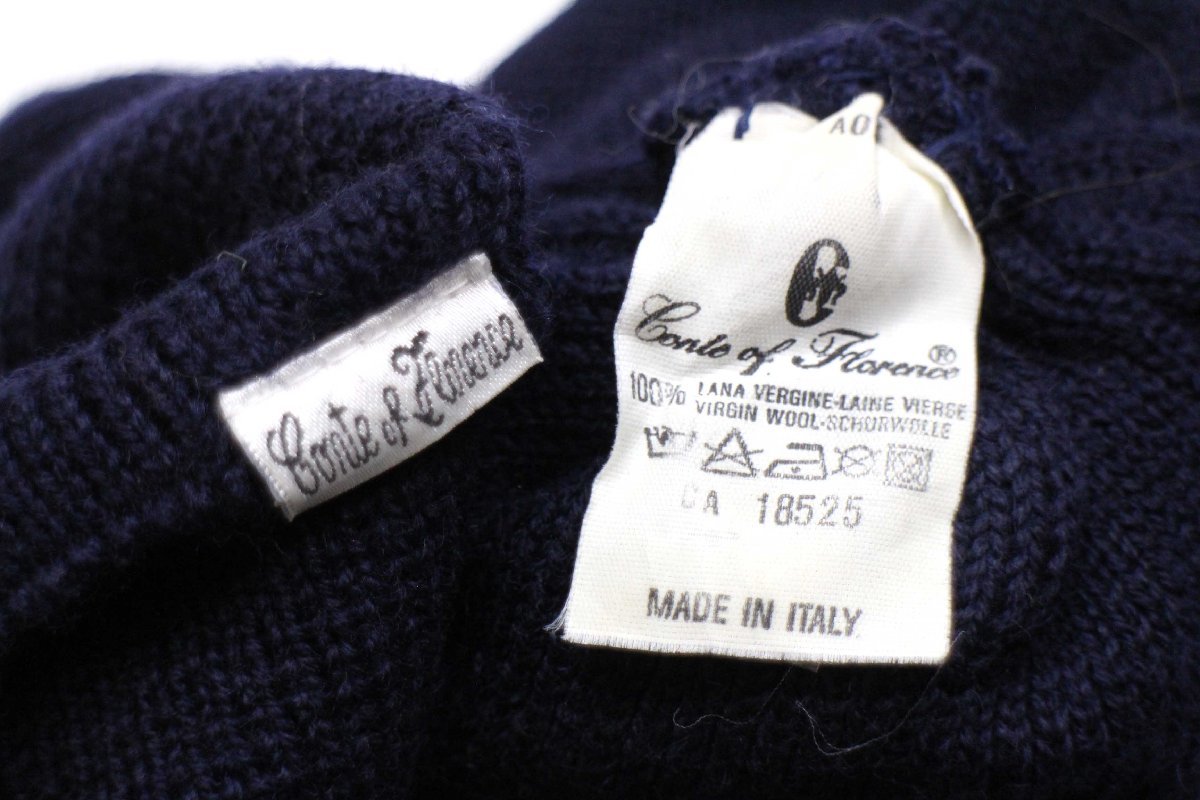 Conte of Florence
A0
Conte of Florence ®
100% LANA VERGINE-LAINE VIERGE
VIRGIN WOOL-SCHURWOLLE
CA 18525
MADE IN ITALY